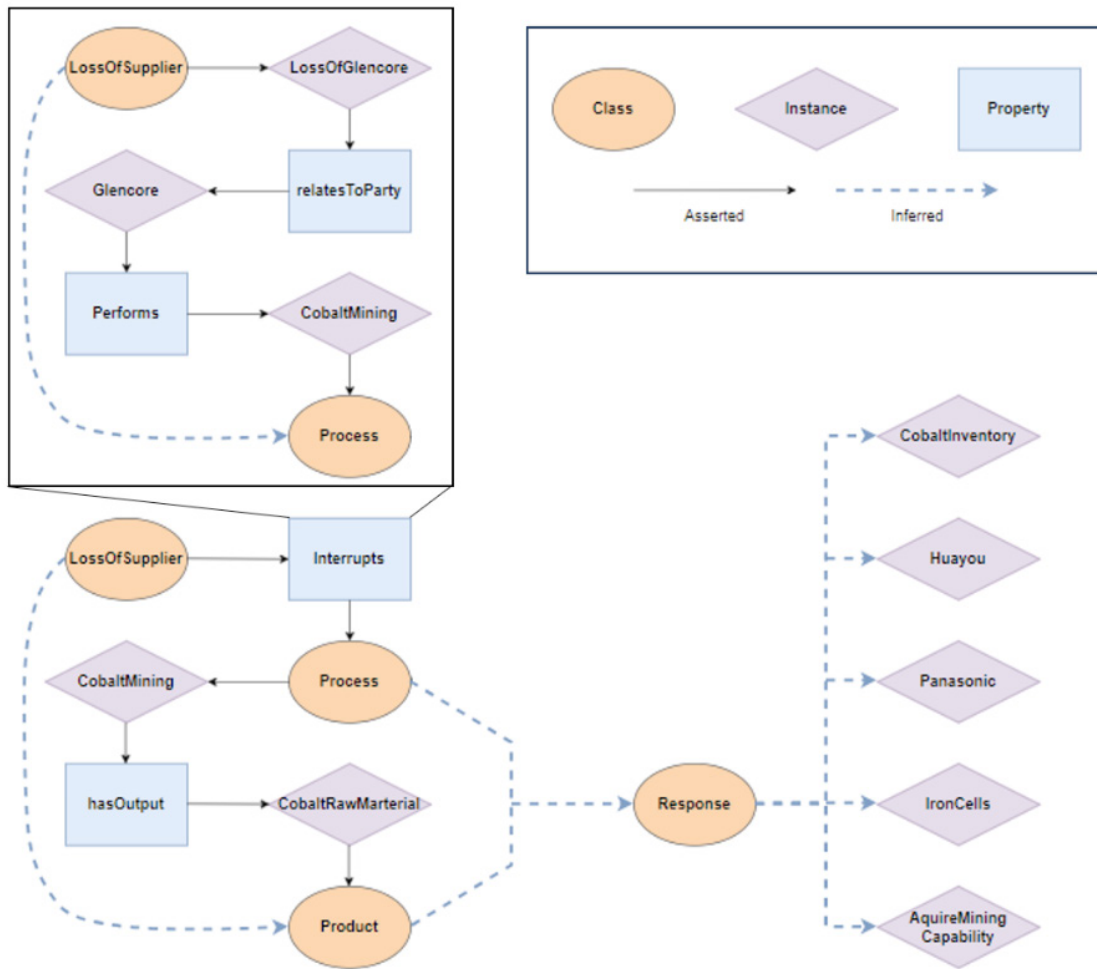 LossOfSupplier
LossOfGlencore
Glencore
relatesToParty
Performs
CobaltMining
Process
Class
Instance
Property
Asserted
Inferred
LossOfSupplier
Interrupts
CobaltMining
Process
hasOutput
CobaltRawMarterial
Product
Response
CobaltInventory
Huayou
Panasonic
IronCells
AquireMining
Capability